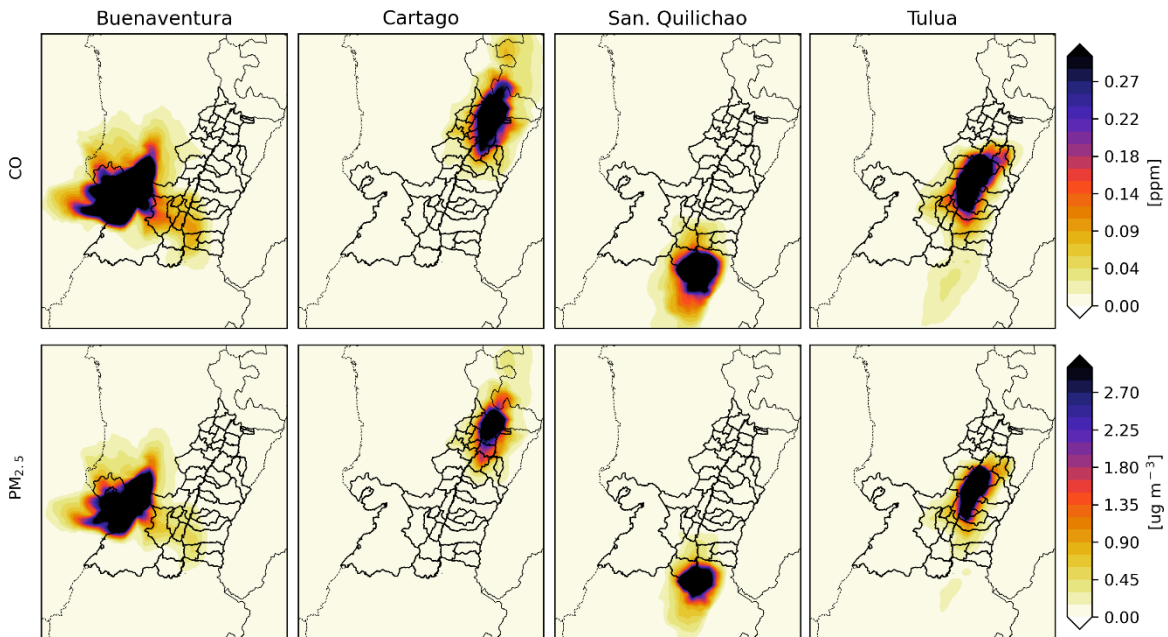 Buenaventura
Cartago
San. Quilichao
Tulua
CO
0.27
0.22
0.18
0.14
0.09
0.04
0.00
[ppm]
PM2.5
2.70
2.25
1.80
1.35
0.90
0.45
0.00
[ug m−3]